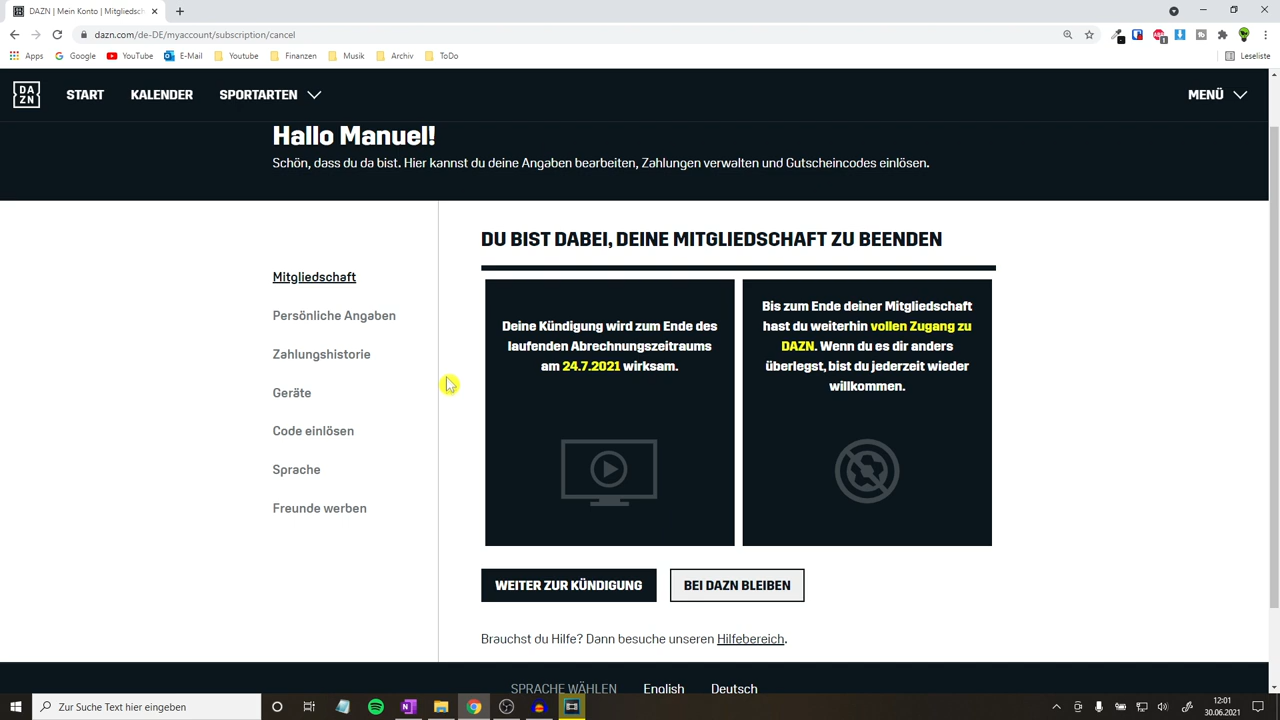 DAZN | Mein Konto | Mitgliedsch
dazn.com/de-DE/myaccount/subscription/cancel
Apps Google YouTube E-Mail Youtube Finanzen Musik Archiv ToDo Leseliste
DA
ZN
START KALENDER SPORTARTEN MENÜ
Hallo Manuel!
Schön, dass du da bist. Hier kannst du deine Angaben bearbeiten, Zahlungen verwalten und Gutscheincodes einlösen.
Mitgliedschaft
Persönliche Angaben
Zahlungshistorie
Geräte
Code einlösen
Sprache
Freunde werben
DU BIST DABEI, DEINE MITGLIEDSCHAFT ZU BEENDEN
Deine Kündigung wird zum Ende des
laufenden Abrechnungszeitraums
am 24.7.2021 wirksam.
Bis zum Ende deiner Mitgliedschaft
hast du weiterhin vollen Zugang zu
DAZN. Wenn du es dir anders
überlegst, bist du jederzeit wieder
willkommen.
WEITER ZUR KÜNDIGUNG BEI DAZN BLEIBEN
Brauchst du Hilfe? Dann besuche unseren Hilfebereich.
SPRACHE WÄHLEN English Deutsch
Zur Suche Text hier eingeben
12:01
30.06.2021